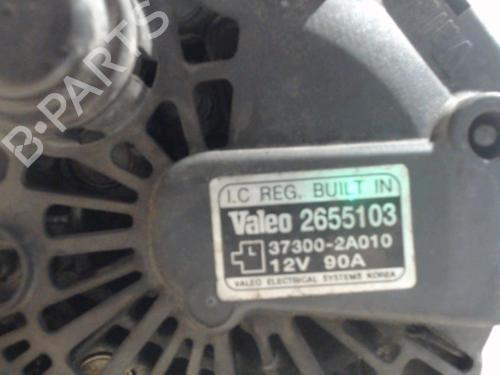 B-PARTS
I.C REG. BUILT IN
Valeo 2655103
L 37300-2A010
12V 90A
VALEO ELECTRICAL SYSTEMS KOREA